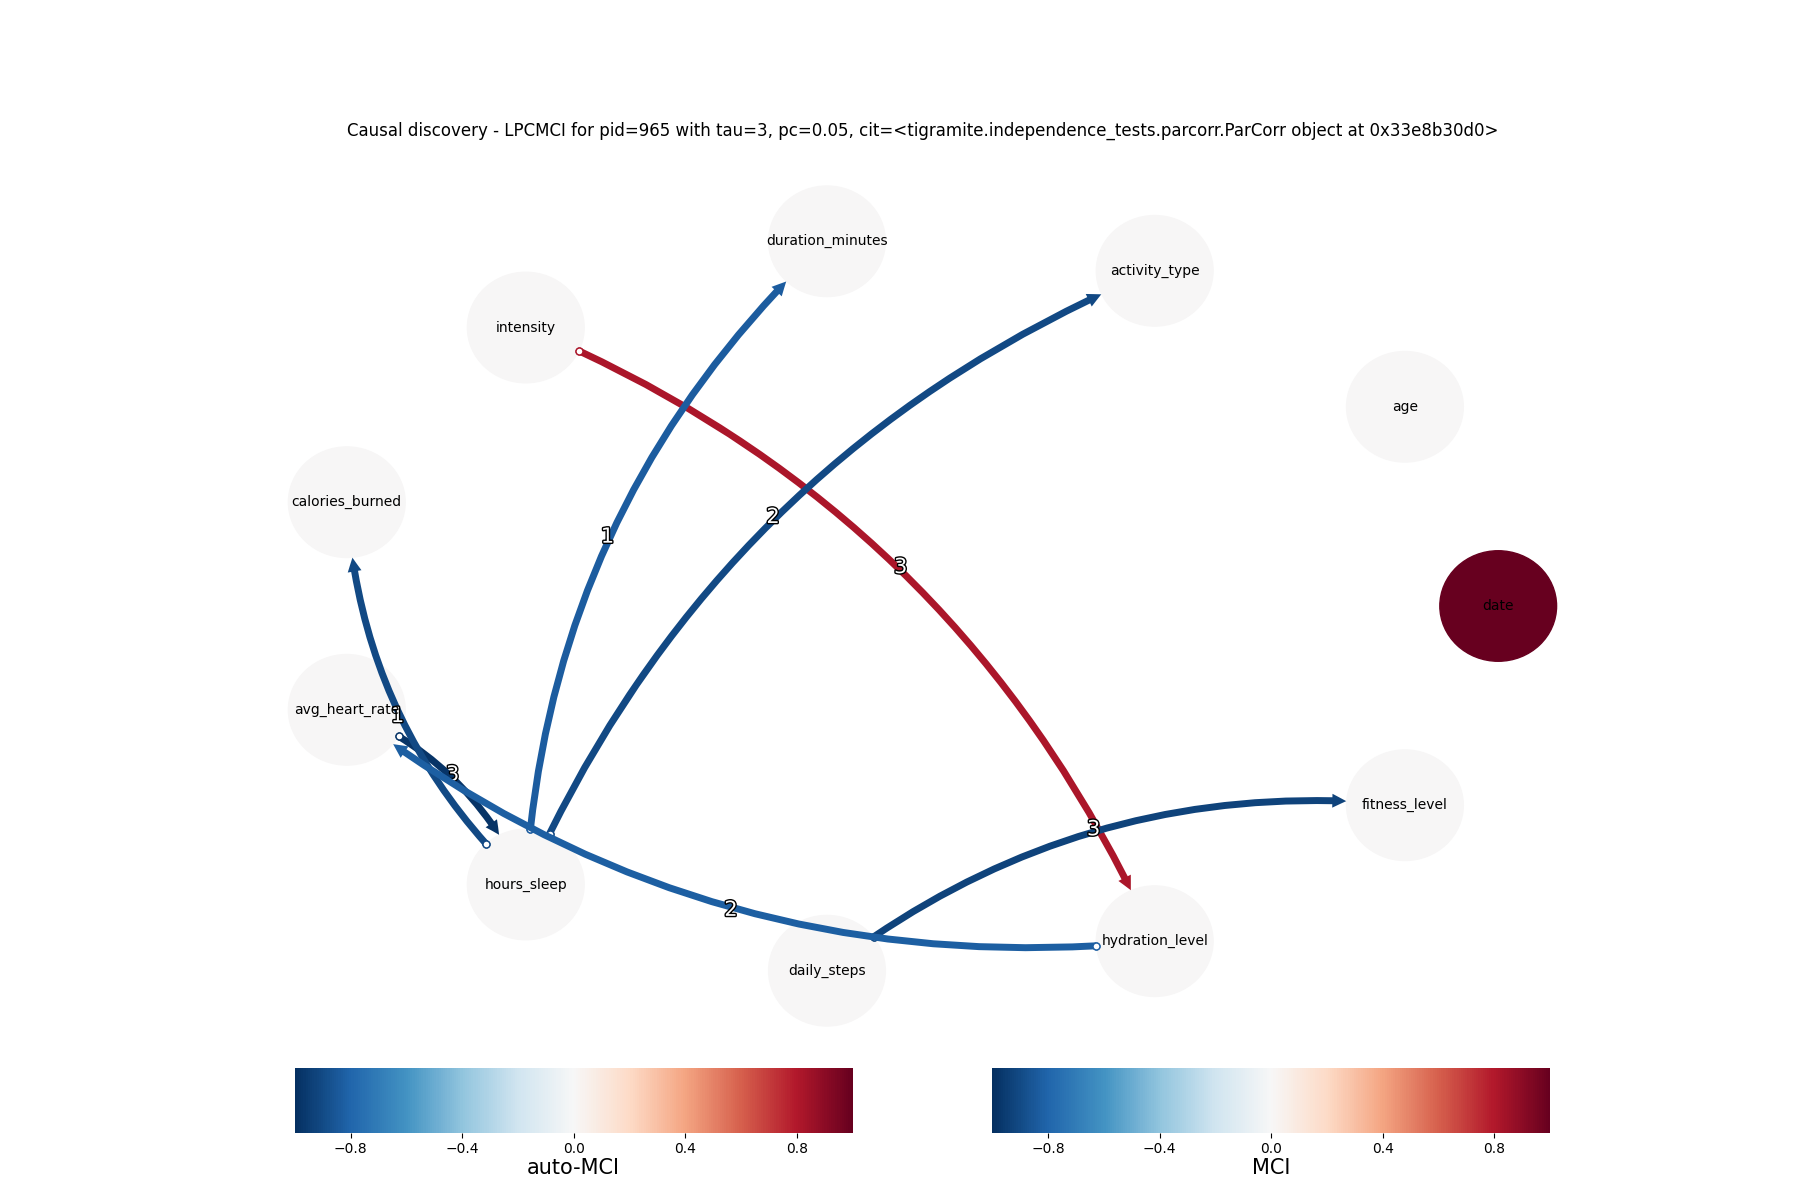 Causal discovery - LPCMCI for pid=965 with tau=3, pc=0.05, cit=<tigramite.independence_tests.parcorr.ParCorr object at 0x33e8b30d0>
duration_minutes
activity_type
intensity
age
calories_burned
1
2
3
date
avg_heart_rate
1
3
fitness_level
3
hours_sleep
2
hydration_level
daily_steps
−0.8 −0.4 0.0 0.4 0.8
auto-MCI
−0.8 −0.4 0.0 0.4 0.8
MCI